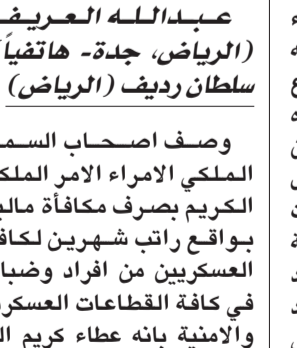 عبدالله العريف
(الرياض، جدة- هاتفياً)
سلطان رديف (الرياض)
وصف اصحاب السمو
الملكي الامراء الامر الملكي
الكريم بصرف مكافأة مالية
بواقع راتب شهرين لكافة
العسكريين من افراد وضباط
في كافة القطاعات العسكرية
والامنية بانه عطاء كريم